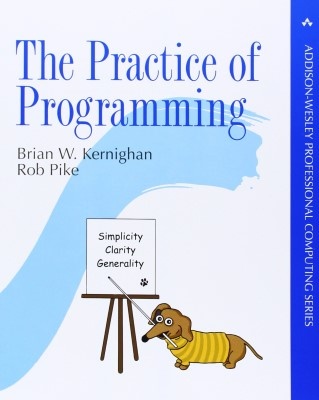 The Practice of
Programming
Brian W. Kernighan
Rob Pike
Simplicity
Clarity
Generality
ADDISON-WESLEY PROFESSIONAL COMPUTING SERIES